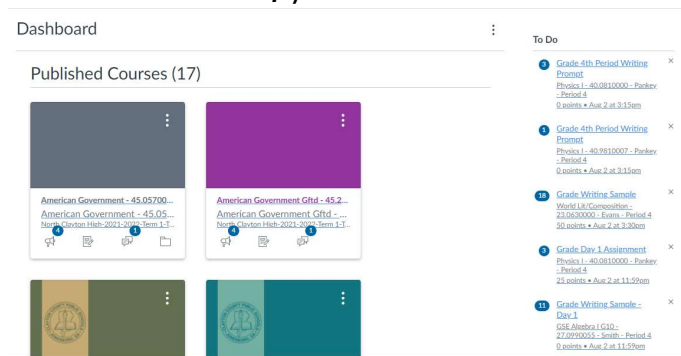 Dashboard
Published Courses (17)
American Government - 45.05700...
American Government - 45.05...
North Clayton High-2021-2022-Term 1-T...
4
1
American Government Gftd - 45.2...
American Government Gftd - ...
North Clayton High-2021-2022-Term 1-T...
4
1
To Do
3
Grade 4th Period Writing
Prompt
Physics I - 40.0810000 - Pankey
- Period 4
0 points • Aug 2 at 3:15pm
1
Grade 4th Period Writing
Prompt
Physics I - 40.9810007 - Pankey
- Period 4
0 points • Aug 2 at 3:15pm
18
Grade Writing Sample
World Lit/Composition -
23.0630000 - Evans - Period 4
50 points • Aug 2 at 3:30pm
3
Grade Day 1 Assignment
Physics I - 40.0810000 - Pankey
- Period 4
25 points • Aug 2 at 11:59pm
11
Grade Writing Sample -
Day 1
GSE Algebra I G10 -
27.0990055 - Smith - Period 4
0 points • Aug 2 at 11:59pm